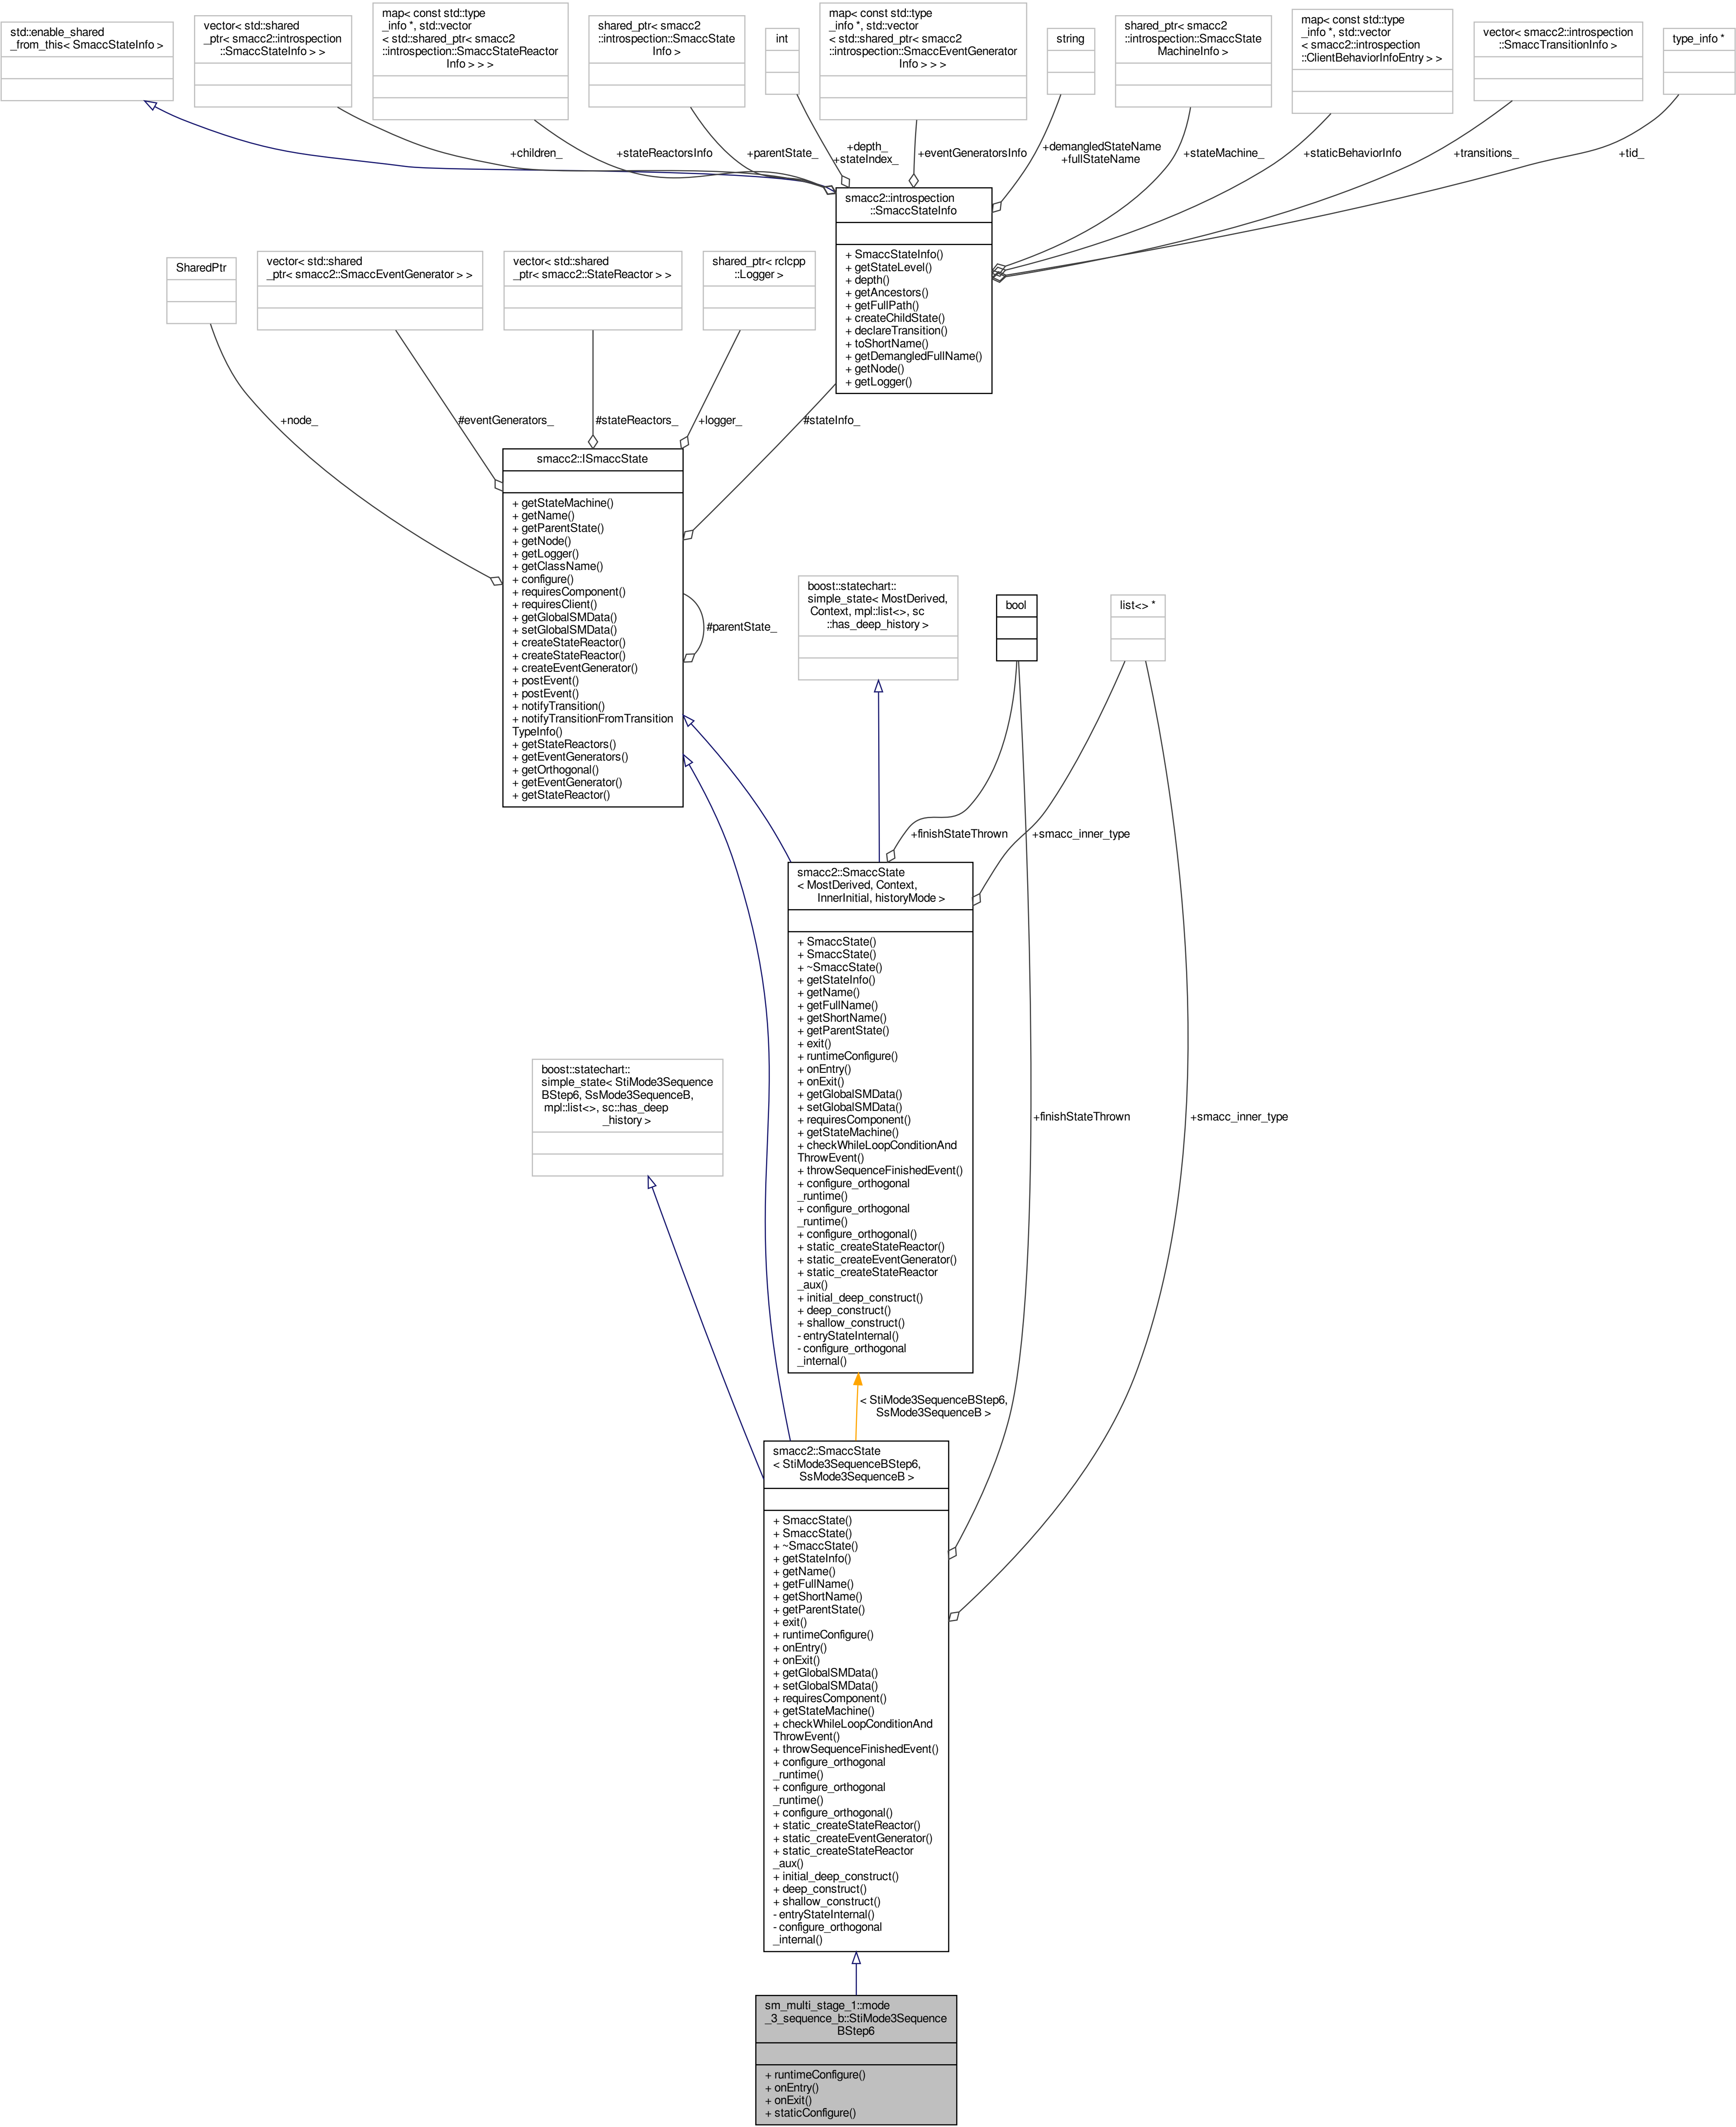 std::enable_shared
_from_this< SmaccStateInfo >
vector< std::shared
_ptr< smacc2::introspection
::SmaccStateInfo > >
map< const std::type
_info *, std::vector
< std::shared_ptr< smacc2
::introspection::SmaccStateReactor
Info > > >
shared_ptr< smacc2
::introspection::SmaccState
Info >
int
map< const std::type
_info *, std::vector
< std::shared_ptr< smacc2
::introspection::SmaccEventGenerator
Info > > >
string
shared_ptr< smacc2
::introspection::SmaccState
MachineInfo >
map< const std::type
_info *, std::vector
< smacc2::introspection
::ClientBehaviorInfoEntry > >
vector< smacc2::introspection
::SmaccTransitionInfo >
type_info *
+children_
+stateReactorsInfo
+parentState_
+depth_
+stateIndex_
+eventGeneratorsInfo
+demangledStateName
+fullStateName
+stateMachine_
+staticBehaviorInfo
+transitions_
+tid_
smacc2::introspection
::SmaccStateInfo
+ SmaccStateInfo()
+ getStateLevel()
+ depth()
+ getAncestors()
+ getFullPath()
+ createChildState()
+ declareTransition()
+ toShortName()
+ getDemangledFullName()
+ getNode()
+ getLogger()
SharedPtr
vector< std::shared
_ptr< smacc2::SmaccEventGenerator > >
vector< std::shared
_ptr< smacc2::StateReactor > >
shared_ptr< rclcpp
::Logger >
+node_
#eventGenerators_
#stateReactors_
+logger_
#stateInfo_
smacc2::ISmaccState
+ getStateMachine()
+ getName()
+ getParentState()
+ getNode()
+ getLogger()
+ getClassName()
+ configure()
+ requiresComponent()
+ requiresClient()
+ getGlobalSMData()
+ setGlobalSMData()
+ createStateReactor()
+ createStateReactor()
+ createEventGenerator()
+ postEvent()
+ postEvent()
+ notifyTransition()
+ notifyTransitionFromTransition
TypeInfo()
+ getStateReactors()
+ getEventGenerators()
+ getOrthogonal()
+ getEventGenerator()
+ getStateReactor()
#parentState_
boost::statechart::
simple_state< MostDerived,
Context, mpl::list<>, sc
::has_deep_history >
bool
list<> *
+finishStateThrown
+smacc_inner_type
smacc2::SmaccState
< MostDerived, Context,
InnerInitial, historyMode >
+ SmaccState()
+ SmaccState()
+ ~SmaccState()
+ getStateInfo()
+ getName()
+ getFullName()
+ getShortName()
+ getParentState()
+ exit()
+ runtimeConfigure()
+ onEntry()
+ onExit()
+ getGlobalSMData()
+ setGlobalSMData()
+ requiresComponent()
+ getStateMachine()
+ checkWhileLoopConditionAnd
ThrowEvent()
+ throwSequenceFinishedEvent()
+ configure_orthogonal
_runtime()
+ configure_orthogonal
_runtime()
+ configure_orthogonal()
+ static_createStateReactor()
+ static_createEventGenerator()
+ static_createStateReactor
_aux()
+ initial_deep_construct()
+ deep_construct()
+ shallow_construct()
- entryStateInternal()
- configure_orthogonal
_internal()
boost::statechart::
simple_state< StiMode3Sequence
BStep6, SsMode3SequenceB,
mpl::list<>, sc::has_deep
_history >
+finishStateThrown
+smacc_inner_type
< StiMode3SequenceBStep6,
SsMode3SequenceB >
smacc2::SmaccState
< StiMode3SequenceBStep6,
SsMode3SequenceB >
+ SmaccState()
+ SmaccState()
+ ~SmaccState()
+ getStateInfo()
+ getName()
+ getFullName()
+ getShortName()
+ getParentState()
+ exit()
+ runtimeConfigure()
+ onEntry()
+ onExit()
+ getGlobalSMData()
+ setGlobalSMData()
+ requiresComponent()
+ getStateMachine()
+ checkWhileLoopConditionAnd
ThrowEvent()
+ throwSequenceFinishedEvent()
+ configure_orthogonal
_runtime()
+ configure_orthogonal
_runtime()
+ configure_orthogonal()
+ static_createStateReactor()
+ static_createEventGenerator()
+ static_createStateReactor
_aux()
+ initial_deep_construct()
+ deep_construct()
+ shallow_construct()
- entryStateInternal()
- configure_orthogonal
_internal()
sm_multi_stage_1::mode
_3_sequence_b::StiMode3Sequence
BStep6
+ runtimeConfigure()
+ onEntry()
+ onExit()
+ staticConfigure()